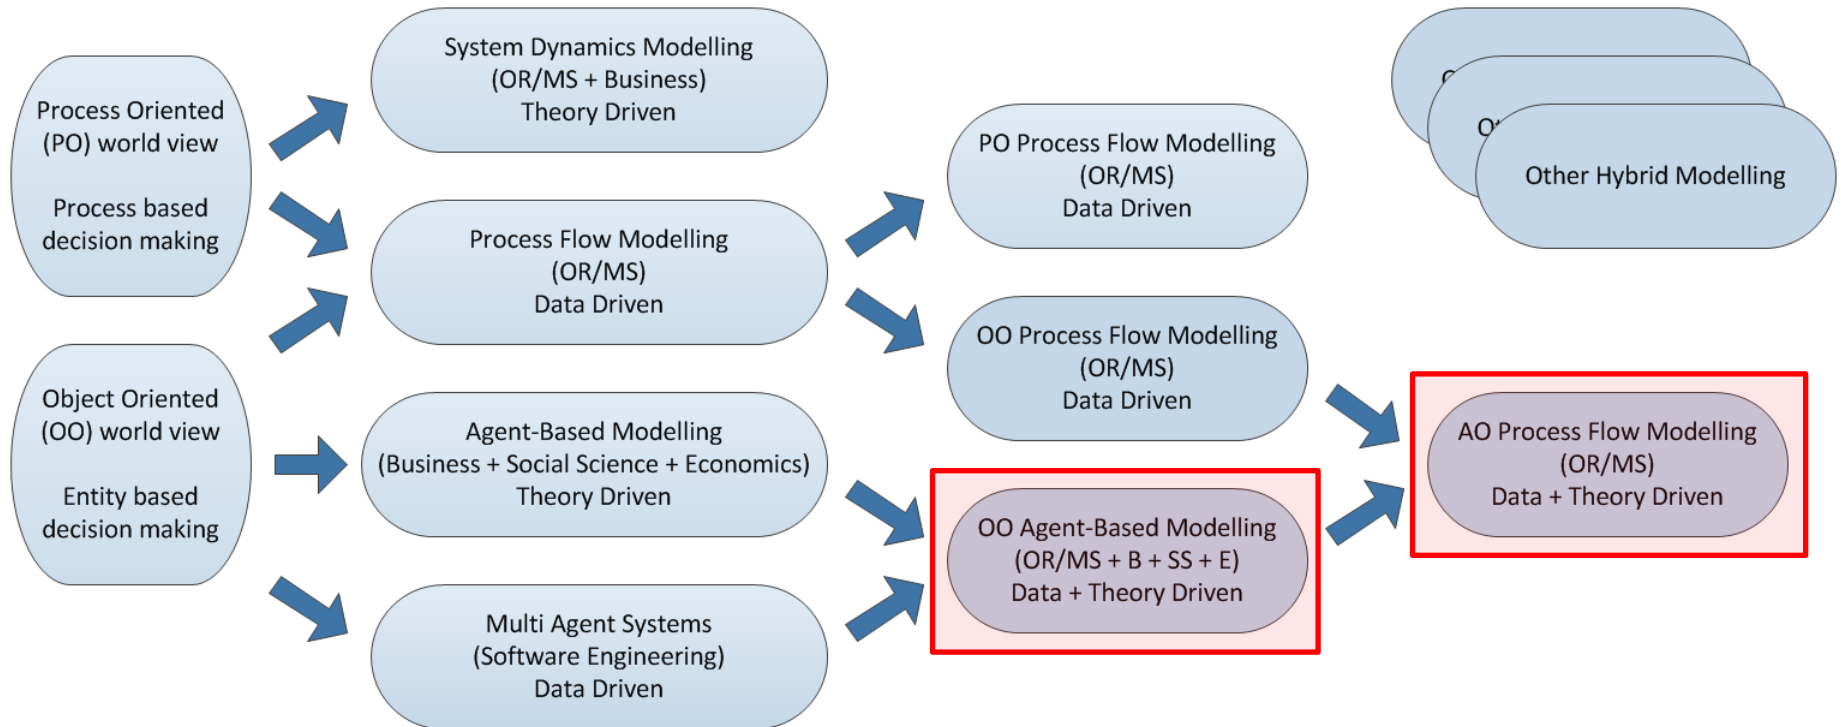 Process Oriented
(PO) world view
Process based
decision making
Object Oriented
(OO) world view
Entity based
decision making
System Dynamics Modelling
(OR/MS + Business)
Theory Driven
Process Flow Modelling
(OR/MS)
Data Driven
Agent-Based Modelling
(Business + Social Science + Economics)
Theory Driven
Multi Agent Systems
(Software Engineering)
Data Driven
PO Process Flow Modelling
(OR/MS)
Data Driven
OO Process Flow Modelling
(OR/MS)
Data Driven
OO Agent-Based Modelling
(OR/MS + B + SS + E)
Data + Theory Driven
Other Hybrid Modelling
AO Process Flow Modelling
(OR/MS)
Data + Theory Driven